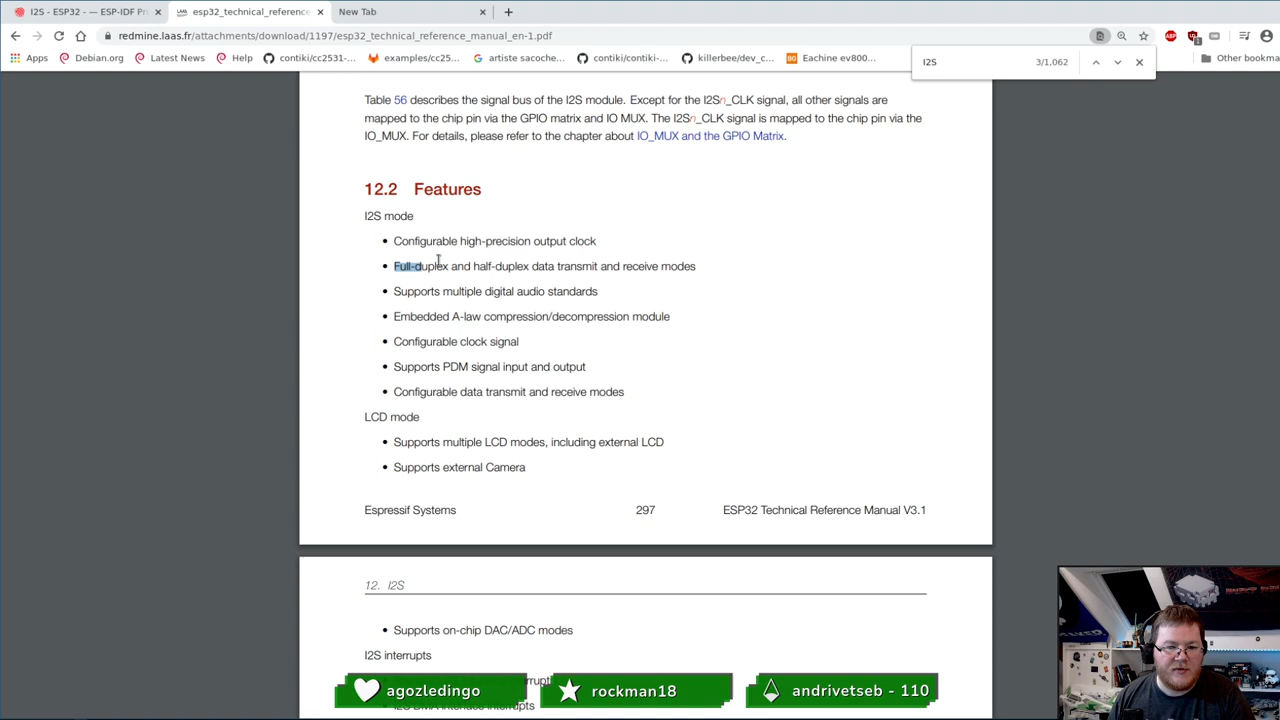 I2S - ESP32 - — ESP-IDF Pr
esp32_technical_reference
New Tab
redmine.laas.fr/attachments/download/1197/esp32_technical_reference_manual_en-1.pdf
Apps
Debian.org
Latest News
Help
contiki/cc2531-...
examples/cc25...
artiste sacoche...
contiki/contiki-...
killerbee/dev_c...
Eachine ev800...
Other bookma
I2S
3/1,062
Table 56 describes the signal bus of the I2S module. Except for the I2Sn_CLK signal, all other signals are
mapped to the chip pin via the GPIO matrix and IO MUX. The I2Sn_CLK signal is mapped to the chip pin via the
IO_MUX. For details, please refer to the chapter about IO_MUX and the GPIO Matrix.
12.2 Features
I2S mode
• Configurable high-precision output clock
• Full-duplex and half-duplex data transmit and receive modes
• Supports multiple digital audio standards
• Embedded A-law compression/decompression module
• Configurable clock signal
• Supports PDM signal input and output
• Configurable data transmit and receive modes
LCD mode
• Supports multiple LCD modes, including external LCD
• Supports external Camera
Espressif Systems 297 ESP32 Technical Reference Manual V3.1
12. I2S
• Supports on-chip DAC/ADC modes
I2S interrupts
agozledingo
rockman18
andrivetseb - 110